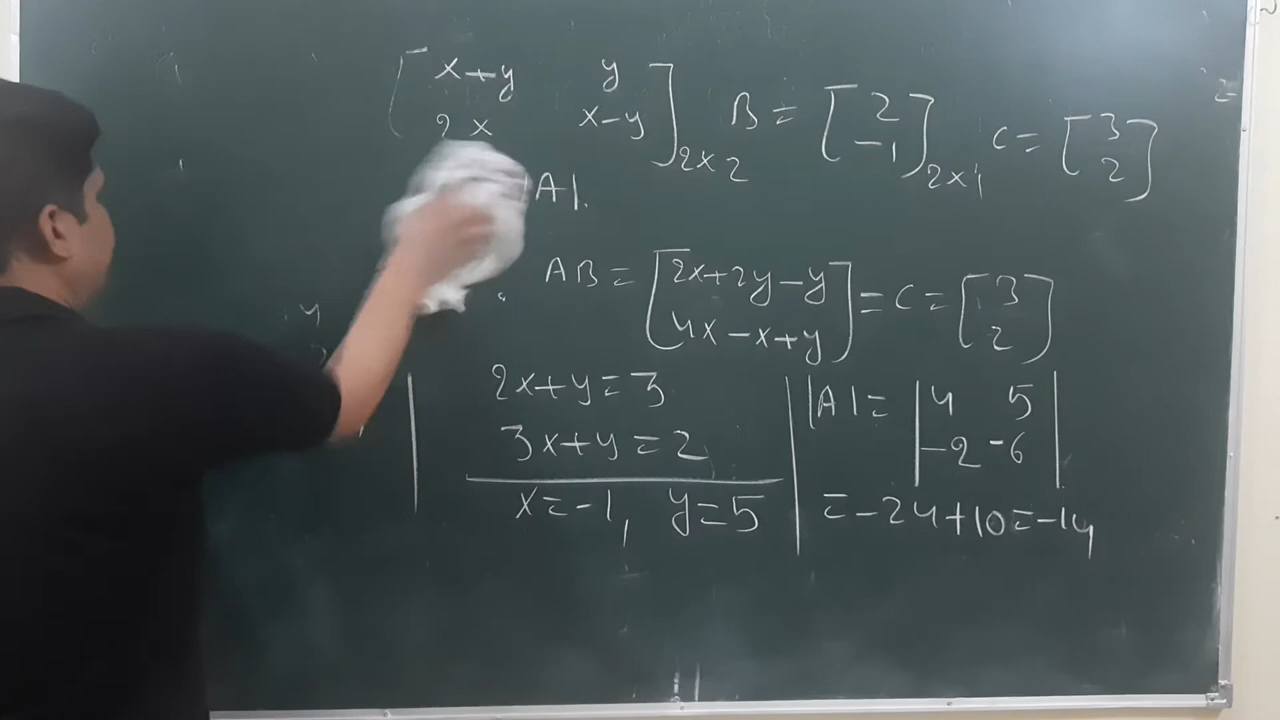 [x+y y
2x x-y]2x2 B = [2
-1]2x1 C= [3
2]
|A|.
AB = [2x+2y-y
4x-x+y] = C = [3
2]
2x+y=3
3x+y=2
x=-1, y=5
|A|= |4 5
-2 -6|
=-24+10=-14